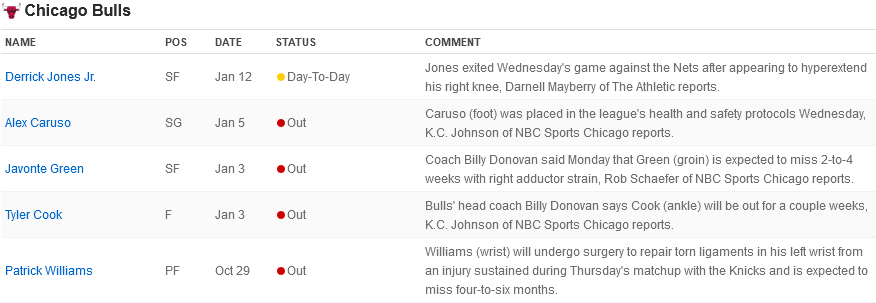 Chicago Bulls
NAME POS DATE STATUS COMMENT
Derrick Jones Jr. SF Jan 12 Day-To-Day Jones exited Wednesday's game against the Nets after appearing to hyperextend
his right knee, Darnell Mayberry of The Athletic reports.
Alex Caruso SG Jan 5 Out Caruso (foot) was placed in the league's health and safety protocols Wednesday,
K.C. Johnson of NBC Sports Chicago reports.
Javonte Green SF Jan 3 Out Coach Billy Donovan said Monday that Green (groin) is expected to miss 2-to-4
weeks with right adductor strain, Rob Schaefer of NBC Sports Chicago reports.
Tyler Cook F Jan 3 Out Bulls' head coach Billy Donovan says Cook (ankle) will be out for a couple weeks,
K.C. Johnson of NBC Sports Chicago reports.
Patrick Williams PF Oct 29 Out Williams (wrist) will undergo surgery to repair torn ligaments in his left wrist from
an injury sustained during Thursday's matchup with the Knicks and is expected to
miss four-to-six months.